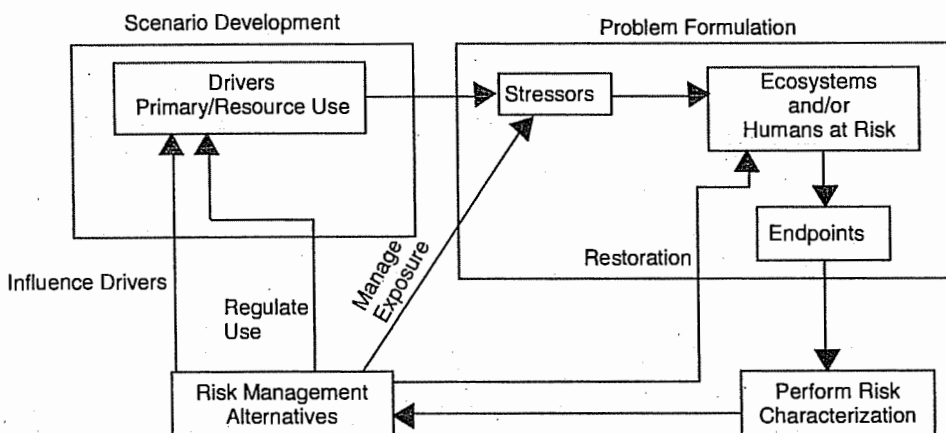 Scenario Development
Problem Formulation
Drivers
Primary/Resource Use
Stressors
Ecosystems
and/or
Humans at Risk
Endpoints
Influence Drivers
Regulate
Use
Manage
Exposure
Restoration
Risk Management
Alternatives
Perform Risk
Characterization